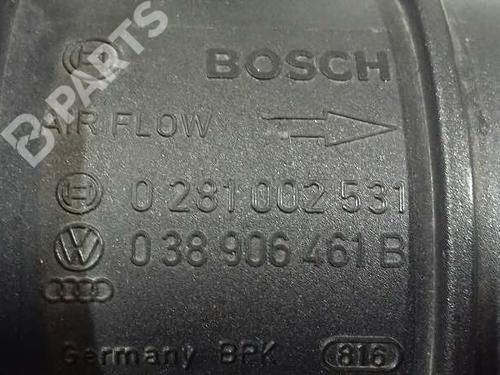 BOSCH
B-PARTS
AIR FLOW
0 281 002 531
038 906 461 B
Germany BPK 816